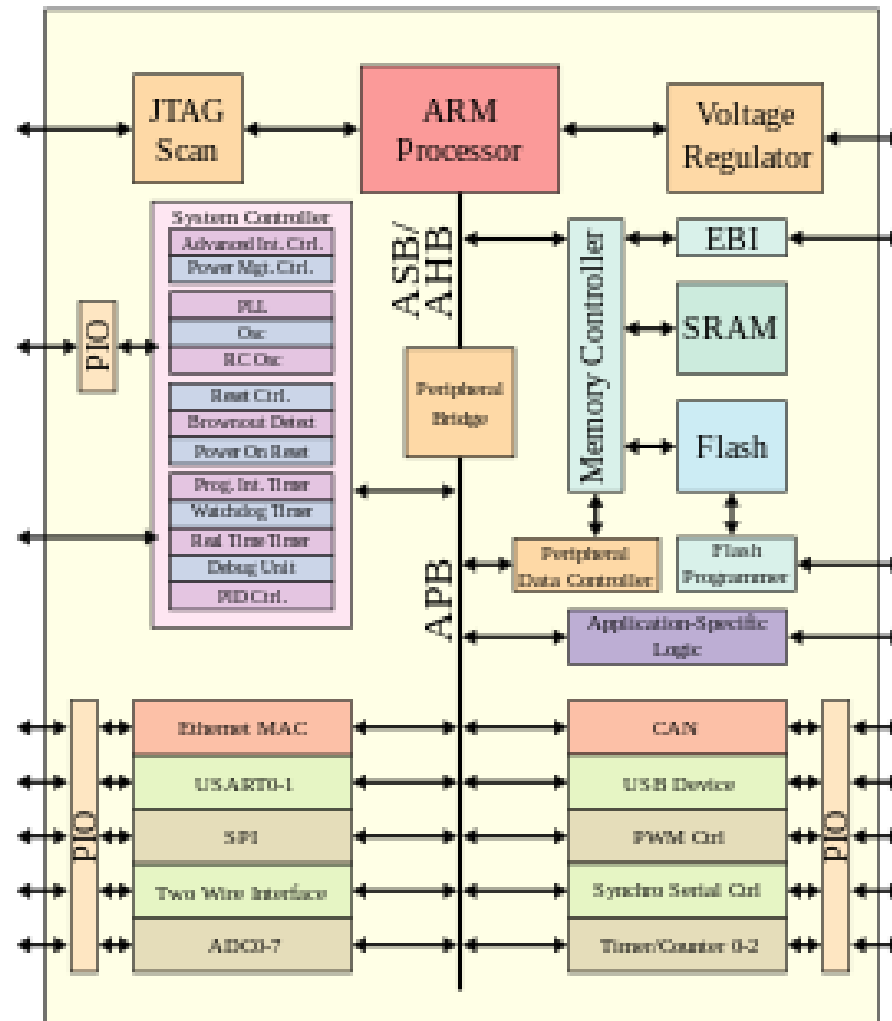 JTAG
Scan
ARM
Processor
Voltage
Regulator
System Controller
Advanced Int. Ctrl.
Power Mgt. Ctrl.
PLL
Osc
RC Osc
Reset Ctrl.
Brownout Detect
Power On Reset
Prog. Int. Timer
Watchdog Timer
Real Time Timer
Debug Unit
PID Ctrl.
PIO
ASB/
AHB
Peripheral
Bridge
APB
Memory Controller
EBI
SRAM
Flash
Peripheral
Data Controller
Flash
Programmer
Application-Specific
Logic
PIO
Ethernet MAC
USART0-1
SPI
Two Wire Interface
ADC0-7
CAN
USB Device
PWM Ctrl
Synchro Serial Ctrl
Timer/Counter 0-2
PIO